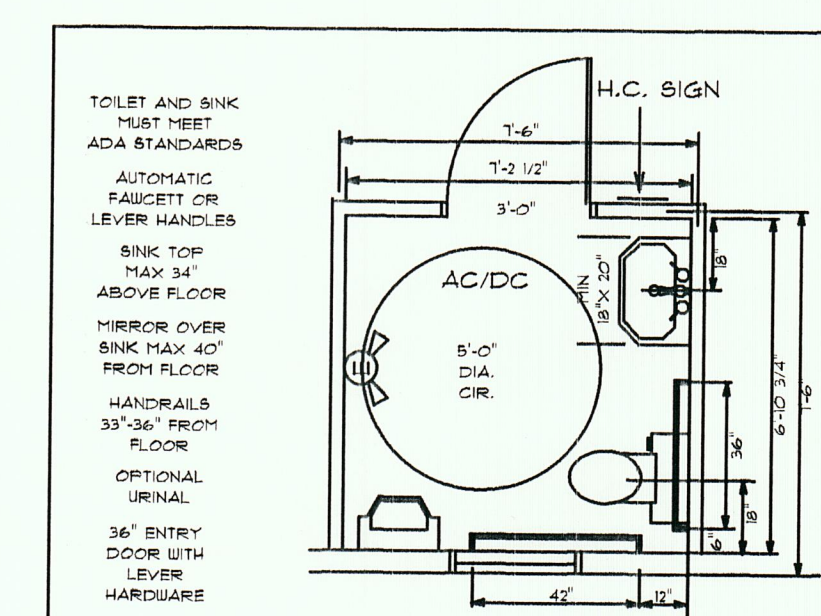 TOILET AND SINK
MUST MEET
ADA STANDARDS
AUTOMATIC
FAWCETT OR
LEVER HANDLES
SINK TOP
MAX 34"
ABOVE FLOOR
MIRROR OVER
SINK MAX 40"
FROM FLOOR
HANDRAILS
33"-36" FROM
FLOOR
OPTIONAL
URINAL
36" ENTRY
DOOR WITH
LEVER
HARDWARE
H.C. SIGN
7'-6"
7'-2 1/2"
3'-0"
AC/DC
5'-0"
DIA.
CIR.
MIN
18"X 20"
18"
6'-10 3/4"
36"
18"
6"
42"
12"